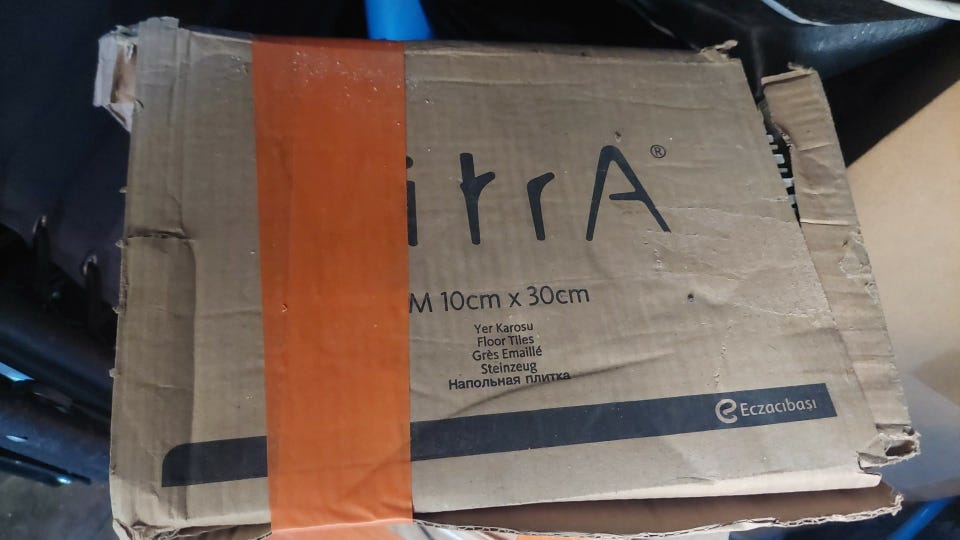 itrA®
M 10cm x 30cm
Yer Karosu
Floor Tiles
Grès Emaillé
Steinzeug
Напольная плитка
Eczacıbaşı